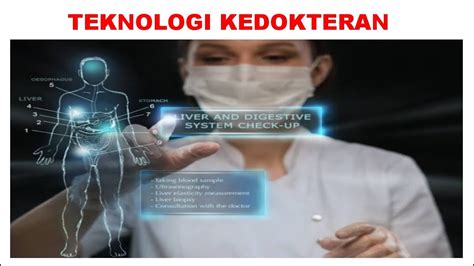 TEKNOLOGI KEDOKTERAN
OESOPHAGUS
LIVER
STOMACH
1
2
3
4
5
6
7
9
LIVER AND DIGESTIVE
SYSTEM CHECK-UP
- Taking blood sample
- Ultrasonography
- Liver elasticity measurement
- Liver biopsy
- Consultation with the doctor